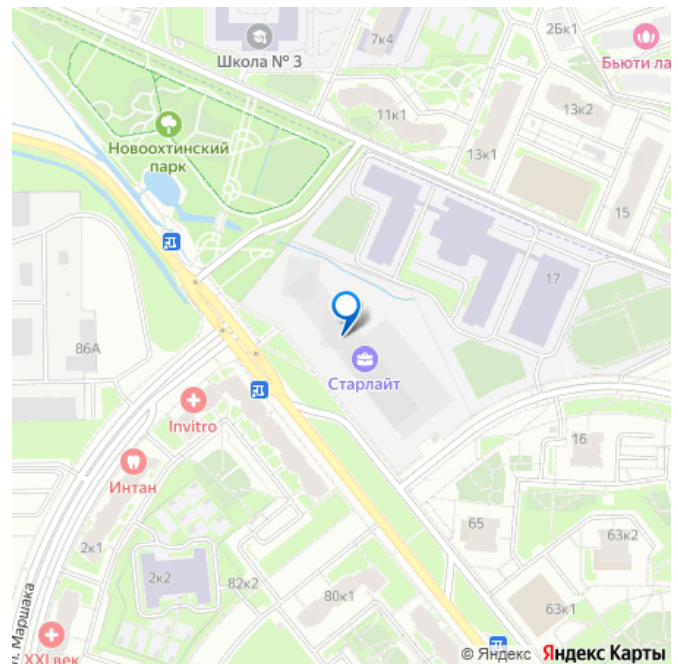 7к4
2Бк1
Школа № 3
Бьюти ла
11к1
13к2
Новоохтинский
парк
13к1
15
17
86А
Старлайт
Invitro
16
Интан
65
2к1
63к2
2к2
82к2
80к1
63к1
л. Маршака
XXI век
© Яндекс Яндекс Карты